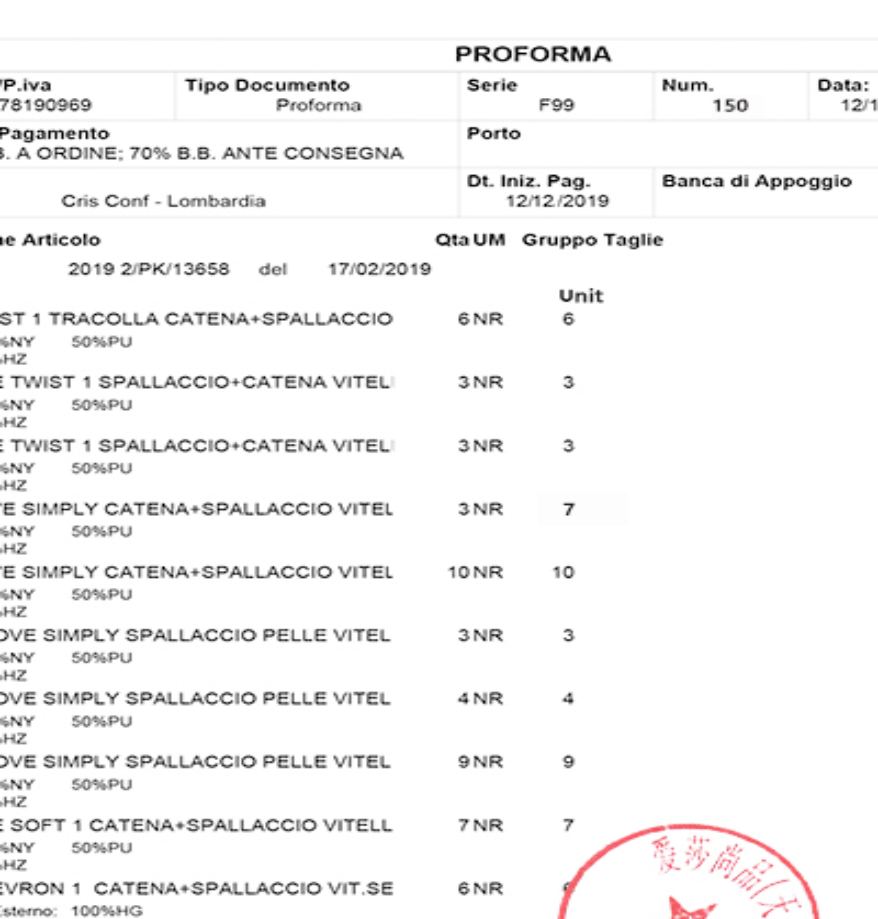 PROFORMA
P.iva Tipo Documento Serie Num. Data:
78190969 Proforma F99 150 12/1
Pagamento Porto
. A ORDINE; 70% B.B. ANTE CONSEGNA
Dt. Iniz. Pag. Banca di Appoggio
Cris Conf - Lombardia 12/12/2019
e Articolo Qta UM Gruppo Taglie
2019 2/PK/13658 del 17/02/2019
Unit
ST 1 TRACOLLA CATENA+SPALLACCIO 6 NR 6
%NY 50%PU
%HZ
E TWIST 1 SPALLACCIO+CATENA VITEL 3 NR 3
%NY 50%PU
%HZ
E TWIST 1 SPALLACCIO+CATENA VITEL 3 NR 3
%NY 50%PU
%HZ
E SIMPLY CATENA+SPALLACCIO VITEL 3 NR 7
%NY 50%PU
%HZ
E SIMPLY CATENA+SPALLACCIO VITEL 10 NR 10
%NY 50%PU
%HZ
OVE SIMPLY SPALLACCIO PELLE VITEL 3 NR 3
%NY 50%PU
%HZ
OVE SIMPLY SPALLACCIO PELLE VITEL 4 NR 4
%NY 50%PU
%HZ
OVE SIMPLY SPALLACCIO PELLE VITEL 9 NR 9
%NY 50%PU
%HZ
E SOFT 1 CATENA+SPALLACCIO VITELL 7 NR 7
%NY 50%PU
%HZ
爱莎尚品(天
EVRON 1 CATENA+SPALLACCIO VIT.SE 6 NR 6
Esterno: 100%HG